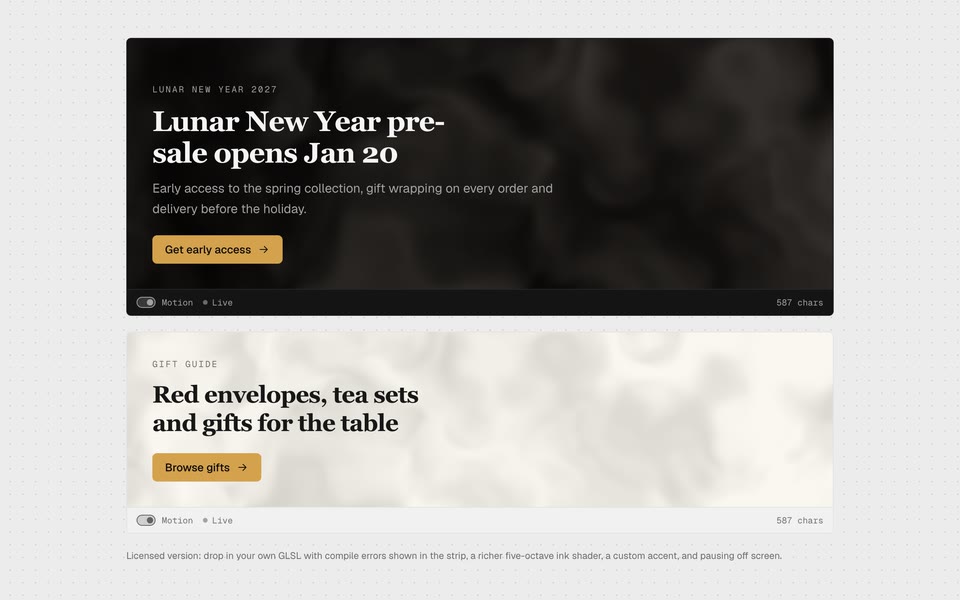 LUNAR NEW YEAR 2027
Lunar New Year pre-
sale opens Jan 20
Early access to the spring collection, gift wrapping on every order and
delivery before the holiday.
Get early access →
Motion Live 587 chars
GIFT GUIDE
Red envelopes, tea sets
and gifts for the table
Browse gifts →
Motion Live 587 chars
Licensed version: drop in your own GLSL with compile errors shown in the strip, a richer five-octave ink shader, a custom accent, and pausing off screen.